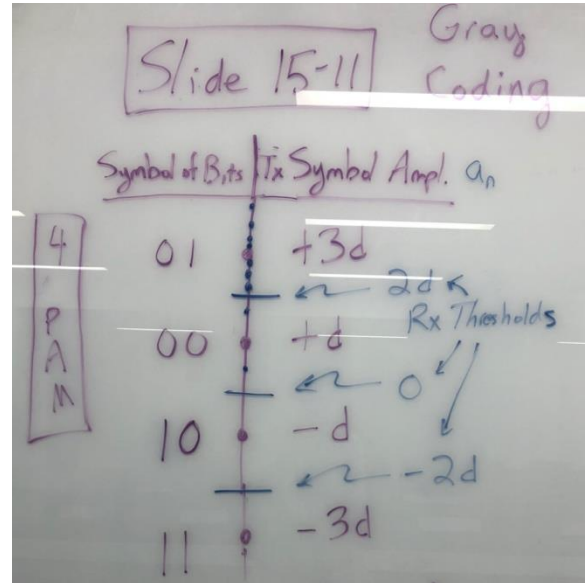 Gray
Slide 15-11
Coding
Symbol of Bits Tx Symbol Ampl. an
4 PAM
01 +3d
2d
Rx Thresholds
00 +d
0
10 -d
-2d
11 -3d